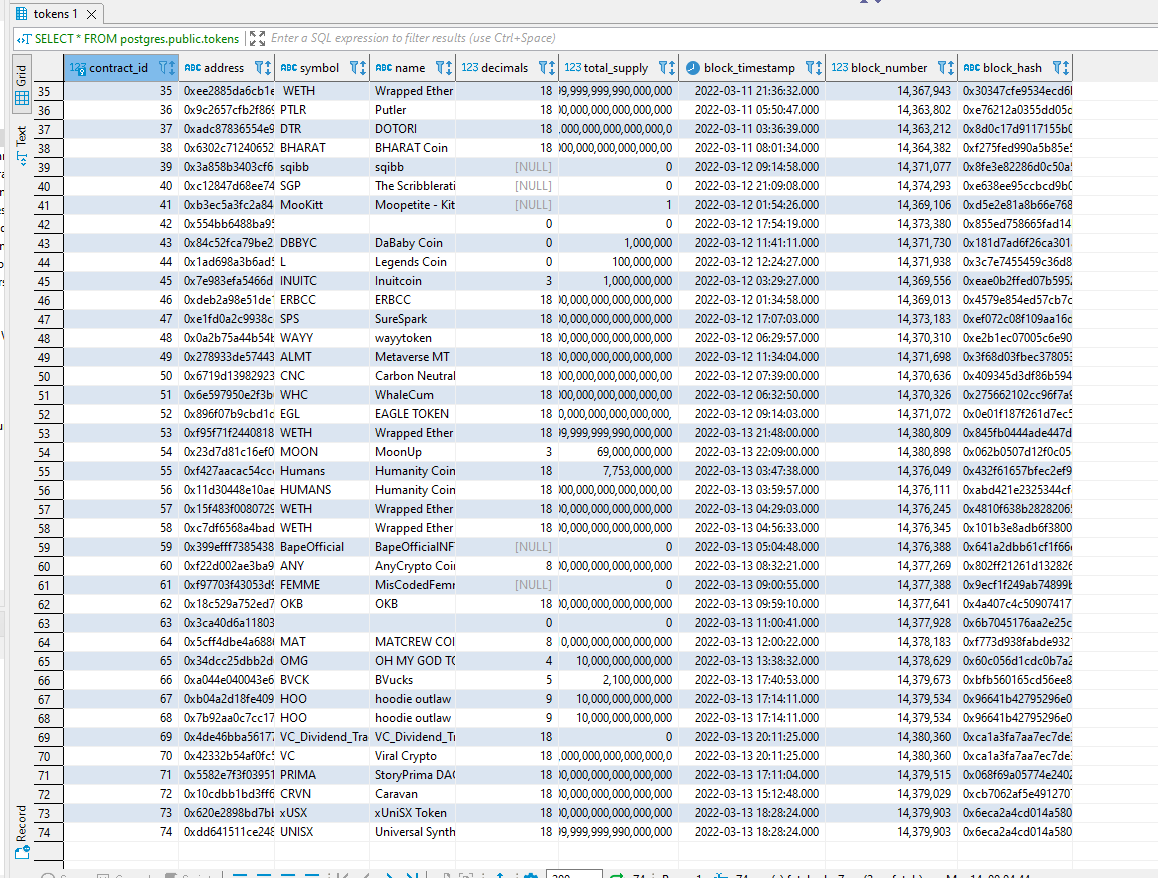 tokens 1
SELECT * FROM postgres.public.tokens Enter a SQL expression to filter results (use Ctrl+Space)
Grid
Text
Record
123 contract_id ABC address ABC symbol ABC name 123 decimals 123 total_supply block_timestamp 123 block_number ABC block_hash
35 35 0xee2885da6cb1e WETH Wrapped Ether 18 99,999,999,990,000,000 2022-03-11 21:36:32.000 14,367,943 0x30347cfe9534ecd6
36 36 0x9c2657cfb2f869 PTLR Putler 18 00,000,000,000,000,000 2022-03-11 05:50:47.000 14,363,802 0xe76212a0355dd05c
37 37 0xadc87836554e9 DTR DOTORI 18 ,000,000,000,000,000,0 2022-03-11 03:36:39.000 14,363,212 0x8d0c17d9117155b0
38 38 0x6302c71240652 BHARAT BHARAT Coin 18 000,000,000,000,000,00 2022-03-11 08:01:34.000 14,364,382 0xf275fed990a5b85e
39 39 0x3a858b3403cf6 sqibb sqibb [NULL] 0 2022-03-12 09:14:58.000 14,371,077 0x8fe3e82286d0c50a
40 40 0xc12847d68ee74 SGP The Scribblerati [NULL] 0 2022-03-12 21:09:08.000 14,374,293 0xe638ee95ccbcd9b0
41 41 0xb3ec5a3fc2a84 MooKitt Moopetite - Kit [NULL] 1 2022-03-12 01:54:26.000 14,369,106 0xd5e2e81a8b66e768
42 42 0x554bb6488ba95 0 0 2022-03-12 17:54:19.000 14,373,380 0x855ed758665fad14
43 43 0x84c52fca79be2 DBBYC DaBaby Coin 0 1,000,000 2022-03-12 11:41:11.000 14,371,730 0x181d7ad6f26ca301
44 44 0x1ad698a3b6ad5 L Legends Coin 0 100,000,000 2022-03-12 12:24:27.000 14,371,938 0x3c7e7455459c36d8
45 45 0x7e983efa5466d INUITC Inuitcoin 3 1,000,000,000 2022-03-12 03:29:27.000 14,369,556 0xeae0b2ffed07b595
46 46 0xdeb2a98e51de ERBCC ERBCC 18 00,000,000,000,000,000 2022-03-12 01:34:58.000 14,369,013 0x4579e854ed57cb7c
47 47 0xe1fd0a2c9938c SPS SureSpark 18 00,000,000,000,000,000 2022-03-12 17:07:03.000 14,373,183 0xef072c08f109aa16c
48 48 0x0a2b75a44b54b WAYY wayytoken 18 00,000,000,000,000,000 2022-03-12 06:29:57.000 14,370,310 0xe2b1ec07005c6e90
49 49 0x278933de57443 ALMT Metaverse MT 18 00,000,000,000,000,000 2022-03-12 11:34:04.000 14,371,698 0x3f68d03fbec378053
50 50 0x6719d13982923 CNC Carbon Neutral 18 000,000,000,000,000,00 2022-03-12 07:39:00.000 14,370,636 0x409345d3df86b594
51 51 0x6e597950e2f3b WHC WhaleCum 18 000,000,000,000,000,00 2022-03-12 06:32:50.000 14,370,326 0x275662102cc96f7a9
52 52 0x896f07b9cbd1c EGL EAGLE TOKEN 18 0,000,000,000,000,000, 2022-03-12 09:14:03.000 14,371,072 0x0e01f187f261d7ec5
53 53 0xf95f71f2440818 WETH Wrapped Ether 18 99,999,999,990,000,000 2022-03-13 21:48:00.000 14,380,809 0x845fb0444ade447d
54 54 0x23d7d81c16ef0 MOON MoonUp 3 69,000,000,000 2022-03-13 22:09:00.000 14,380,898 0x062b0507d12f0c05
55 55 0xf427aacac54cc Humans Humanity Coin 18 7,753,000,000 2022-03-13 03:47:38.000 14,376,049 0x432f61657bfec2ef9
56 56 0x11d30448e10ae HUMANS Humanity Coin 18 000,000,000,000,000,00 2022-03-13 03:59:57.000 14,376,111 0xabd421e2325344cf
57 57 0x15f483f0080729 WETH Wrapped Ether 18 00,000,000,000,000,000 2022-03-13 04:29:03.000 14,376,245 0x4810f638b2828206
58 58 0xc7df6568a4bad WETH Wrapped Ether 18 00,000,000,000,000,000 2022-03-13 04:56:33.000 14,376,345 0x101b3e8adb6f3800
59 59 0x399efff7385438 BapeOfficial BapeOfficialNF [NULL] 0 2022-03-13 05:04:48.000 14,376,388 0x641a2dbb61cf1f66
60 60 0xf22d002ae3ba9 ANY AnyCrypto Coi 8 00,000,000,000,000,000 2022-03-13 08:32:21.000 14,377,269 0x802ff21261d132826
61 61 0xf97703f43053d9 FEMME MisCodedFem [NULL] 0 2022-03-13 09:00:55.000 14,377,388 0x9ecf1f249ab74899
62 62 0x18c529a752ed7 OKB OKB 18 00,000,000,000,000,000 2022-03-13 09:59:10.000 14,377,641 0x4a407c4c50907417
63 63 0x3ca40d6a11803 0 0 2022-03-13 11:00:41.000 14,377,928 0x6b7045176aa2e25c
64 64 0x5cff4dbe4a688 MAT MATCREW COI 8 0,000,000,000,000,000 2022-03-13 12:00:22.000 14,378,183 0xf773d938fabde932
65 65 0x34dcc25dbb2d OMG OH MY GOD TO 4 10,000,000,000 2022-03-13 13:38:32.000 14,378,629 0x60c056d1cdc0b7a2
66 66 0xa044e040043e6 BVCK BVucks 5 2,100,000,000 2022-03-13 17:40:53.000 14,379,673 0xbfb560165cd56ee8
67 67 0xb04a2d18fe409 HOO hoodie outlaw 9 10,000,000,000 2022-03-13 17:14:11.000 14,379,534 0x96641b42795296e0
68 68 0x7b92aa0c7cc17 HOO hoodie outlaw 9 10,000,000,000 2022-03-13 17:14:11.000 14,379,534 0x96641b42795296e0
69 69 0x4de46bba56177 VC_Dividend_Tra VC_Dividend_T 18 0 2022-03-13 20:11:25.000 14,380,360 0xca1a3fa7aa7ec7de
70 70 0x42332b54af0fc VC Viral Crypto 18 ,000,000,000,000,000,0 2022-03-13 20:11:25.000 14,380,360 0xca1a3fa7aa7ec7de
71 71 0x5582e7f3f03951 PRIMA StoryPrima DA 18 00,000,000,000,000,000 2022-03-13 17:11:04.000 14,379,515 0x068f69a05774e2402
72 72 0x10cdbb1bd3ff6 CRVN Caravan 18 00,000,000,000,000,000 2022-03-13 15:12:48.000 14,379,029 0xcb7062af5e4912707
73 73 0x620e2898bd7b xUSX xUniSX Token 18 00,000,000,000,000,000 2022-03-13 18:28:24.000 14,379,903 0x6eca2a4cd014a580
74 74 0xdd641511ce248 UNISX Universal Synth 18 99,999,999,990,000,000 2022-03-13 18:28:24.000 14,379,903 0x6eca2a4cd014a580